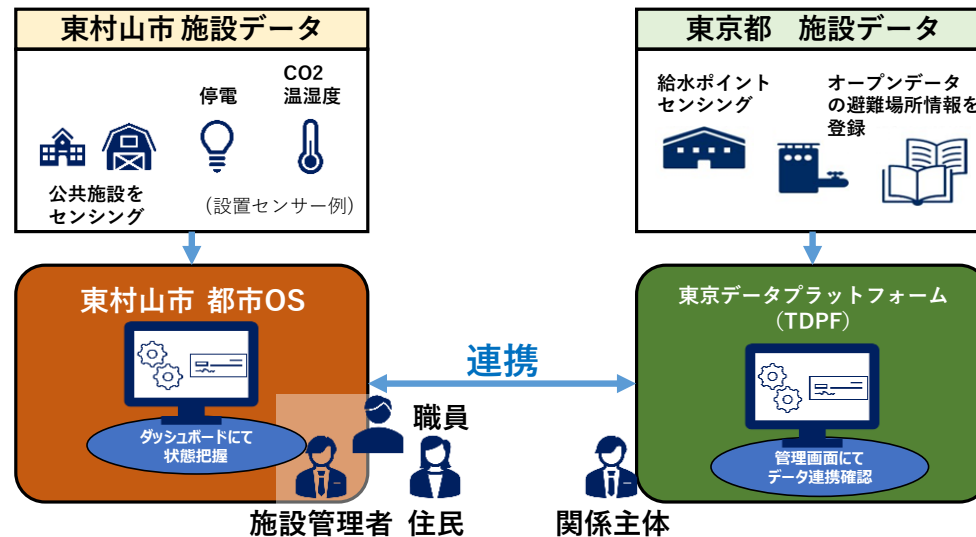 東村山市 施設データ
停電
CO2
温湿度
公共施設を
センシング
（設置センサー例）
東京都　施設データ
給水ポイント
センシング
オープンデータ
の避難場所情報を
登録
東村山市 都市OS
ダッシュボードにて
状態把握
連携
東京データプラットフォーム
（TDPF）
管理画面にて
データ連携確認
職員
施設管理者
住民
関係主体